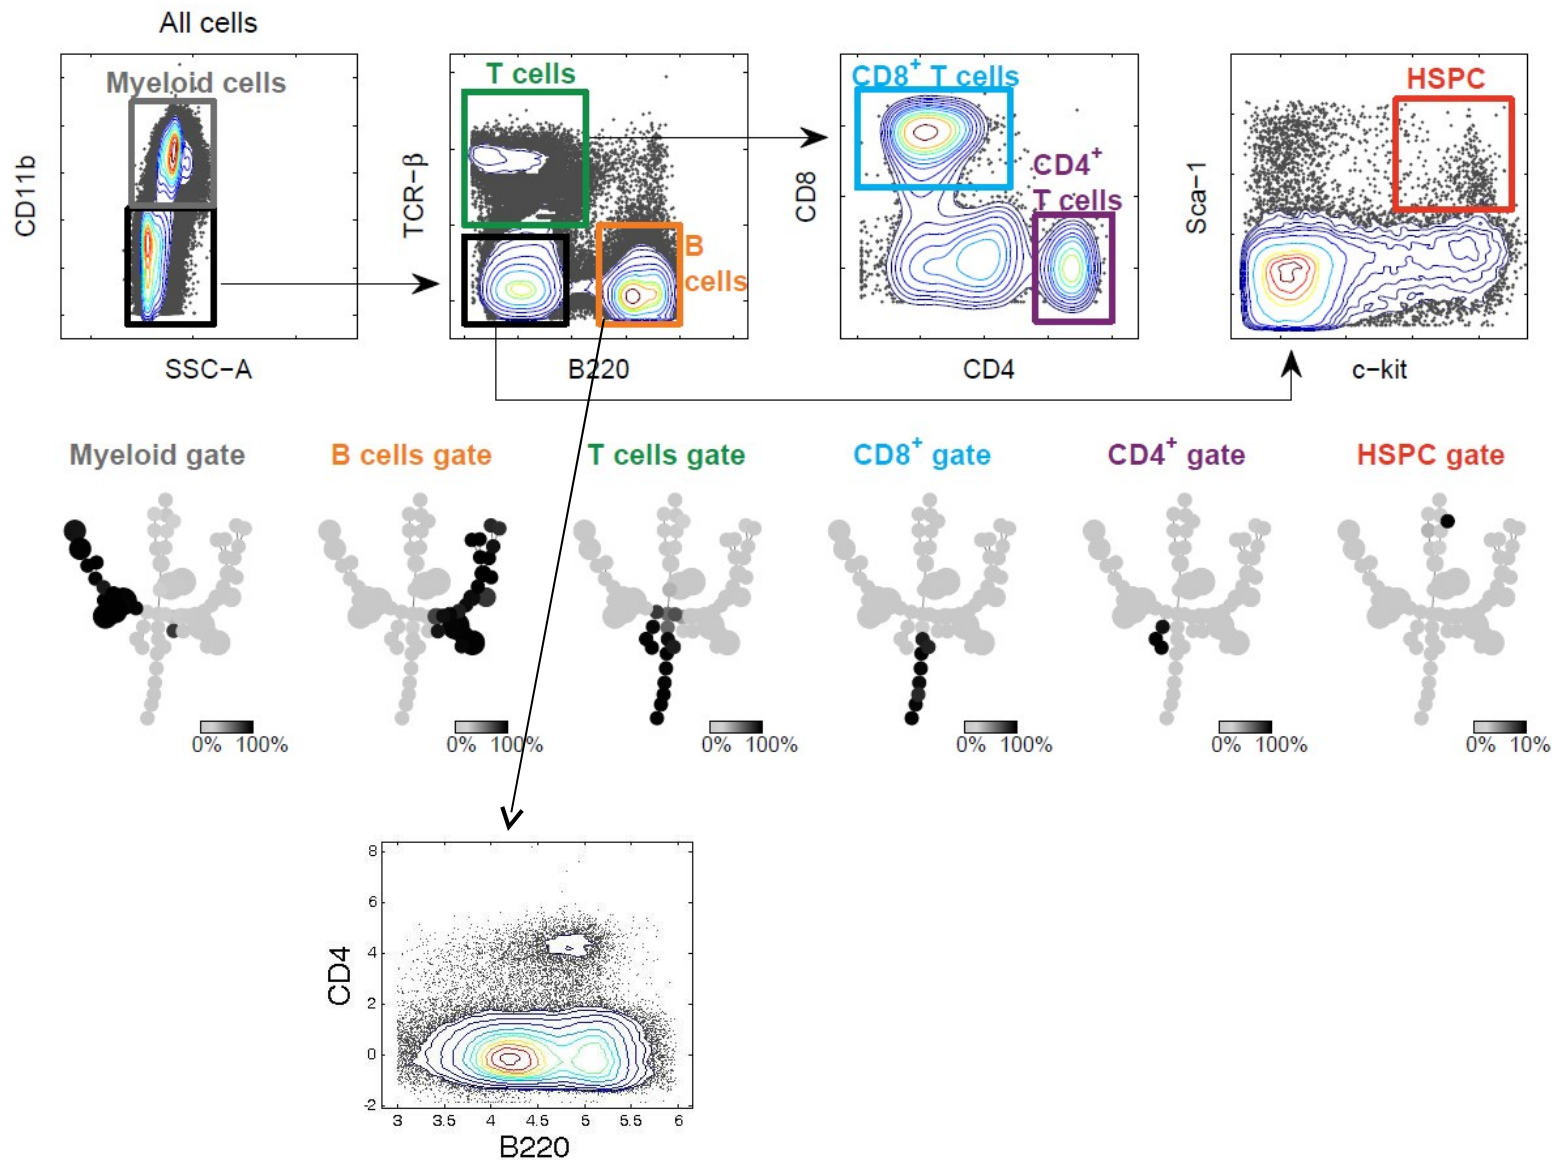 All cells
Myeloid cells
CD11b
SSC−A
T cells
TCR−β
B
cells
B220
CD8+ T cells
CD8
CD4+
T cells
CD4
HSPC
Sca−1
c−kit
Myeloid gate
B cells gate
T cells gate
CD8+ gate
CD4+ gate
HSPC gate
0% 100%
0% 100%
0% 100%
0% 100%
0% 100%
0% 10%
8
6
4
2
0
-2
CD4
3 3.5 4 4.5 5 5.5 6
B220